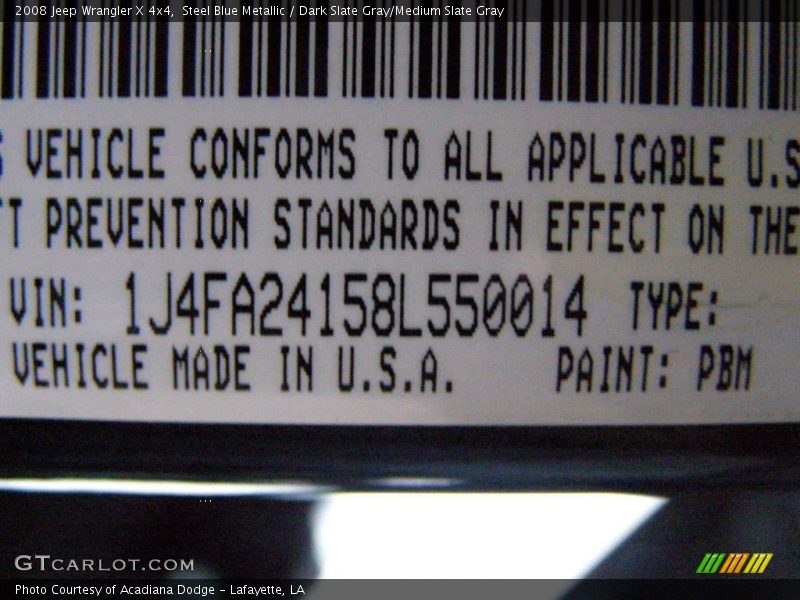 2008 Jeep Wrangler X 4x4, Steel Blue Metallic / Dark Slate Gray/Medium Slate Gray
S VEHICLE CONFORMS TO ALL APPLICABLE U.S
T PREVENTION STANDARDS IN EFFECT ON THE
VIN: 1J4FA24158L550014 TYPE:
VEHICLE MADE IN U.S.A. PAINT: PBM
GTCARLOT.COM
Photo Courtesy of Acadiana Dodge - Lafayette, LA